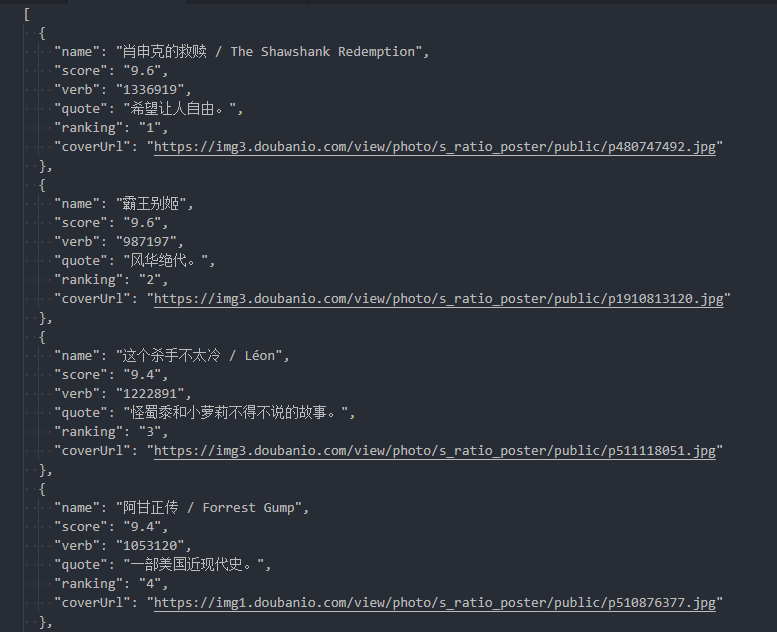 [
{
"name": "肖申克的救赎 / The Shawshank Redemption",
"score": "9.6",
"verb": "1336919",
"quote": "希望让人自由。",
"ranking": "1",
"coverUrl": "https://img3.doubanio.com/view/photo/s_ratio_poster/public/p480747492.jpg"
},
{
"name": "霸王别姬",
"score": "9.6",
"verb": "987197",
"quote": "风华绝代。",
"ranking": "2",
"coverUrl": "https://img3.doubanio.com/view/photo/s_ratio_poster/public/p1910813120.jpg"
},
{
"name": "这个杀手不太冷 / Léon",
"score": "9.4",
"verb": "1222891",
"quote": "怪蜀黍和小萝莉不得不说的故事。",
"ranking": "3",
"coverUrl": "https://img3.doubanio.com/view/photo/s_ratio_poster/public/p511118051.jpg"
},
{
"name": "阿甘正传 / Forrest Gump",
"score": "9.4",
"verb": "1053120",
"quote": "一部美国近现代史。",
"ranking": "4",
"coverUrl": "https://img1.doubanio.com/view/photo/s_ratio_poster/public/p510876377.jpg"
},